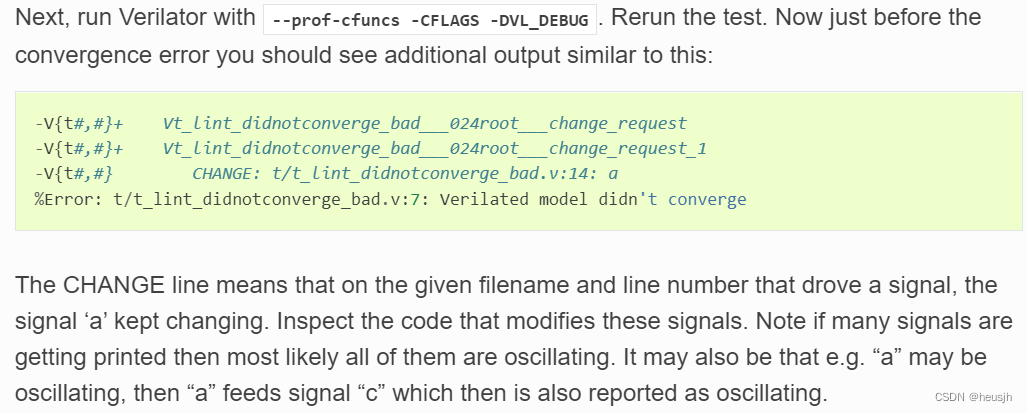 Next, run Verilator with --prof-cfuncs -CFLAGS -DVL_DEBUG. Rerun the test. Now just before the
convergence error you should see additional output similar to this:
-V{t#,#}+    Vt_lint_didnotconverge_bad___024root___change_request
-V{t#,#}+    Vt_lint_didnotconverge_bad___024root___change_request_1
-V{t#,#}       CHANGE: t/t_lint_didnotconverge_bad.v:14: a
%Error: t/t_lint_didnotconverge_bad.v:7: Verilated model didn't converge
The CHANGE line means that on the given filename and line number that drove a signal, the
signal ‘a’ kept changing. Inspect the code that modifies these signals. Note if many signals are
getting printed then most likely all of them are oscillating. It may also be that e.g. “a” may be
oscillating, then “a” feeds signal “c” which then is also reported as oscillating.
CSDN @heusjh